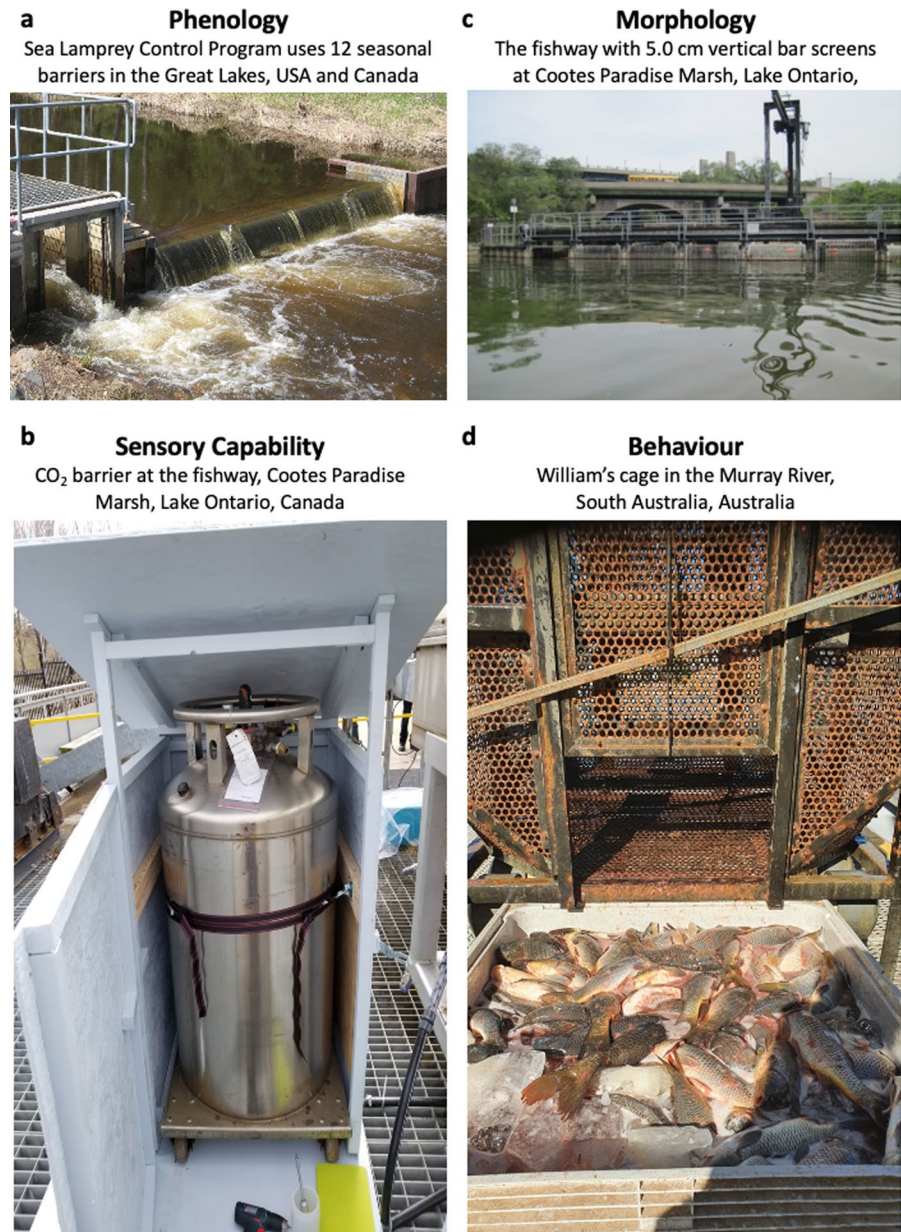 a
Phenology
Sea Lamprey Control Program uses 12 seasonal
barriers in the Great Lakes, USA and Canada
c
Morphology
The fishway with 5.0 cm vertical bar screens
at Cootes Paradise Marsh, Lake Ontario,
b
Sensory Capability
CO₂ barrier at the fishway, Cootes Paradise
Marsh, Lake Ontario, Canada
d
Behaviour
William’s cage in the Murray River,
South Australia, Australia